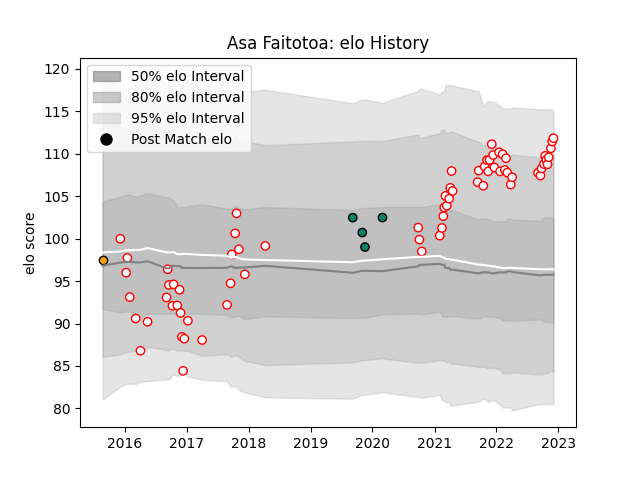 Asa Faitotoa: elo History
50% elo Interval
80% elo Interval
95% elo Interval
Post Match elo
elo score
120
115
110
105
100
95
90
85
80
2016 2017 2018 2019 2020 2021 2022 2023